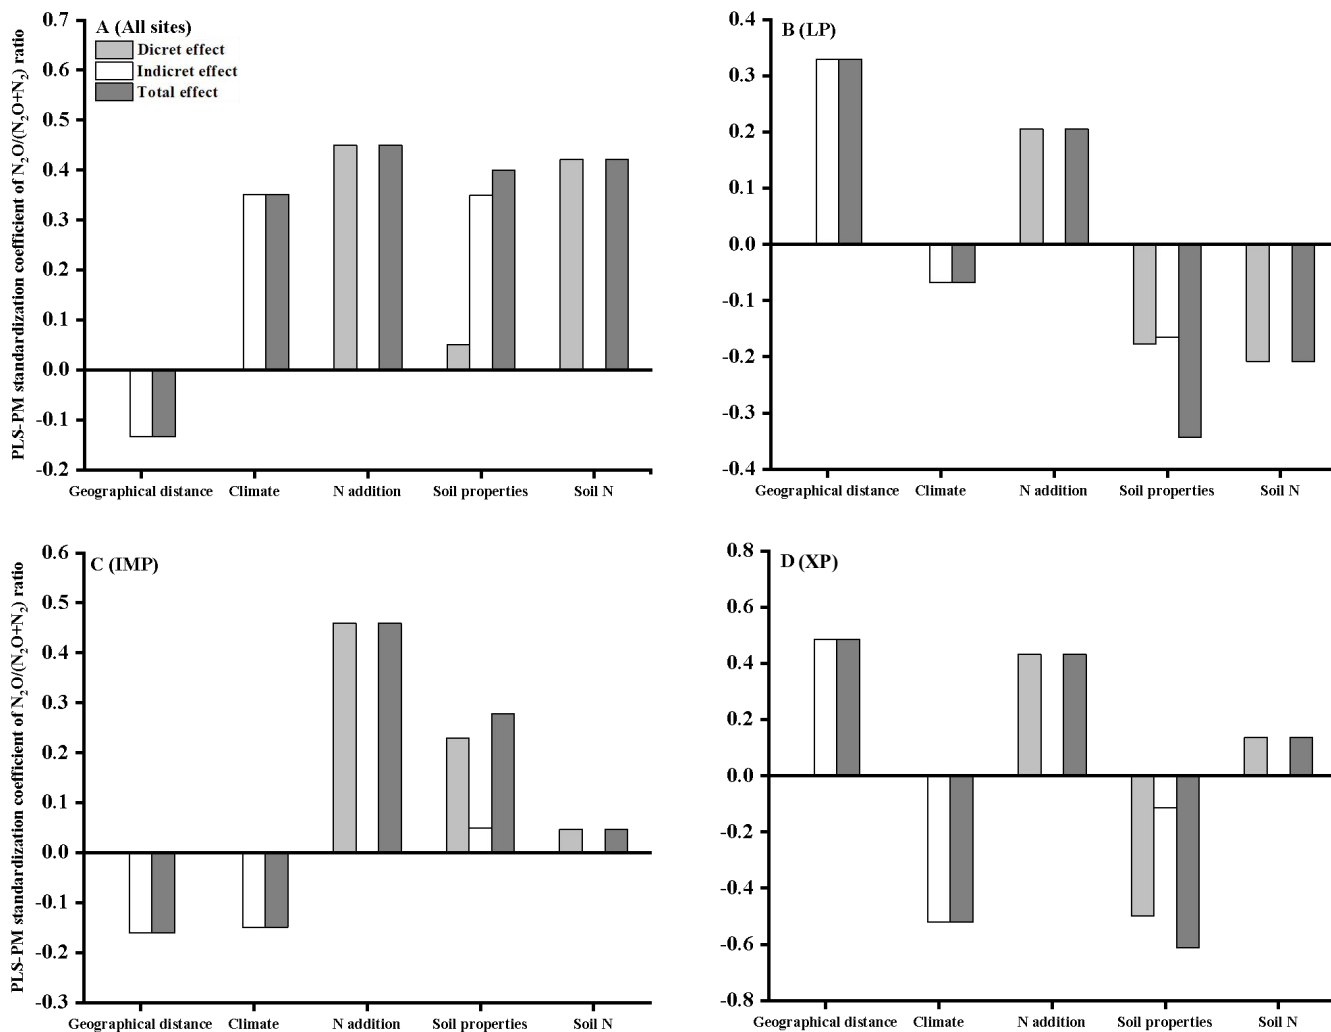 A (All sites)
Dicret effect
Indicret effect
Total effect
PLS-PM standardization coefficient of N₂O/(N₂O+N₂) ratio
0.7
0.6
0.5
0.4
0.3
0.2
0.1
0.0
-0.1
-0.2
Geographical distance Climate N addition Soil properties Soil N
B (LP)
0.4
0.3
0.2
0.1
0.0
-0.1
-0.2
-0.3
-0.4
Geographical distance Climate N addition Soil properties Soil N
C (IMP)
PLS-PM standardization coefficient of N₂O/(N₂O+N₂) ratio
0.6
0.5
0.4
0.3
0.2
0.1
0.0
-0.1
-0.2
-0.3
Geographical distance Climate N addition Soil properties Soil N
D (XP)
0.8
0.6
0.4
0.2
0.0
-0.2
-0.4
-0.6
-0.8
Geographical distance Climate N addition Soil properties Soil N